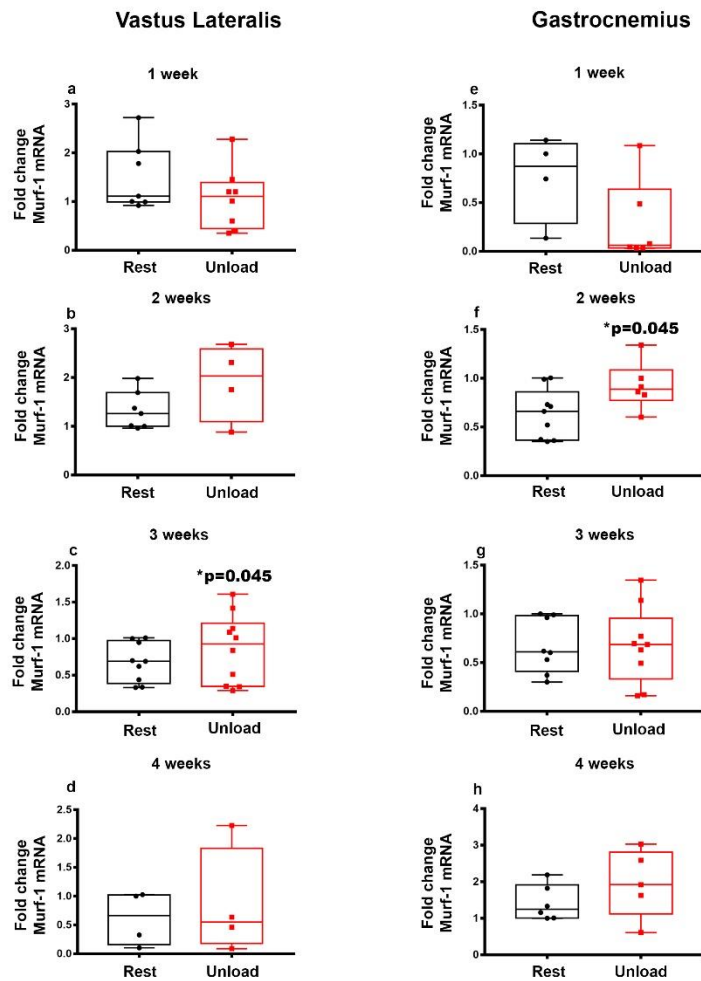 Vastus Lateralis
Gastrocnemius
1 week
a
3
2
1
0
Fold change
Murf-1 mRNA
Rest
Unload
1 week
e
1.5
1.0
0.5
0.0
Fold change
Murf-1 mRNA
Rest
Unload
2 weeks
b
3
2
1
0
Fold change
Murf-1 mRNA
Rest
Unload
2 weeks
f
*p=0.045
1.5
1.0
0.5
0.0
Fold change
Murf-1 mRNA
Rest
Unload
3 weeks
c
*p=0.045
2.0
1.5
1.0
0.5
0.0
Fold change
Murf-1 mRNA
Rest
Unload
3 weeks
g
1.5
1.0
0.5
0.0
Fold change
Murf-1 mRNA
Rest
Unload
4 weeks
d
2.5
2.0
1.5
1.0
0.5
0.0
Fold change
Murf-1 mRNA
Rest
Unload
4 weeks
h
4
3
2
1
0
Fold change
Murf-1 mRNA
Rest
Unload